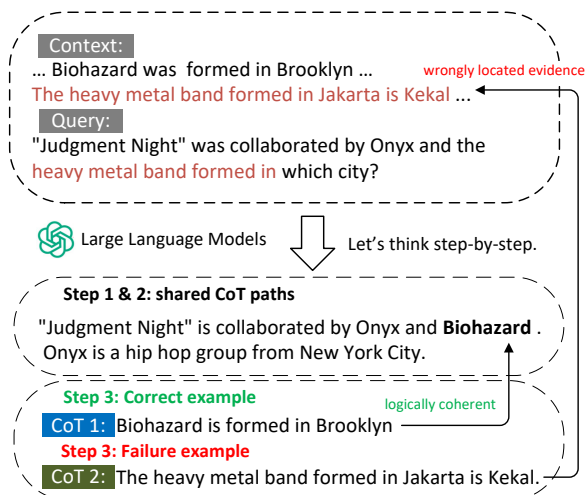 Context:
... Biohazard was formed in Brooklyn ...
wrongly located evidence
The heavy metal band formed in Jakarta is Kekal ...
Query:
"Judgment Night" was collaborated by Onyx and the
heavy metal band formed in which city?
Large Language Models
Let's think step-by-step.
Step 1 & 2: shared CoT paths
"Judgment Night" is collaborated by Onyx and Biohazard .
Onyx is a hip hop group from New York City.
Step 3: Correct example
logically coherent
CoT 1: Biohazard is formed in Brooklyn
Step 3: Failure example
CoT 2: The heavy metal band formed in Jakarta is Kekal.